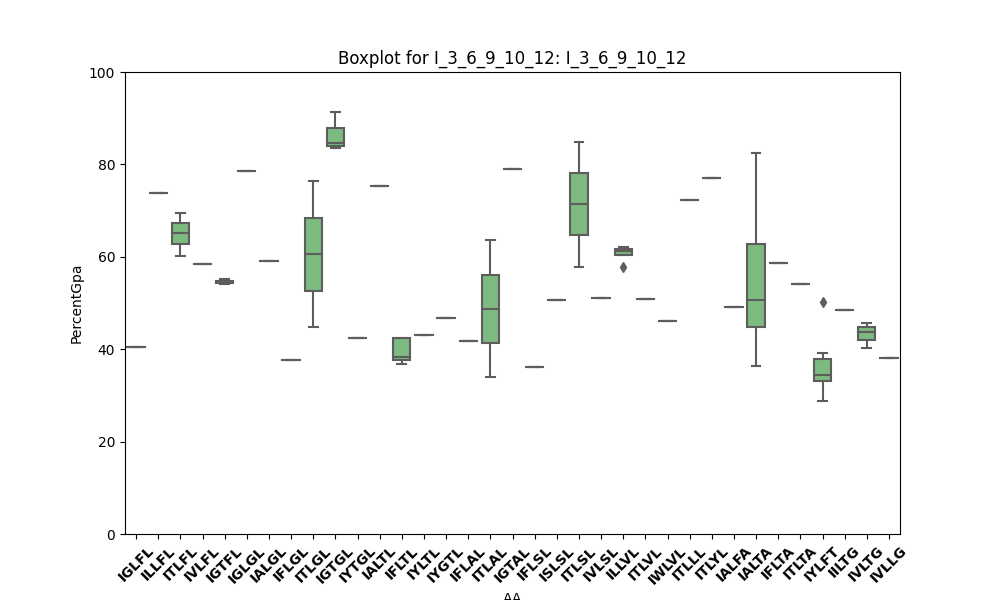 Boxplot for I_3_6_9_10_12: I_3_6_9_10_12
PercentGpa
100
80
60
40
20
0
IGLFL
ILLFL
ITLFL
IVLFL
IGTFL
IGLGL
IALGL
IFLGL
ITLGL
IGTGL
IYTGL
IALTL
IFLTL
IYLTL
IYGTL
IFLAL
ITLAL
IGTAL
IFLSL
ISLSL
ITLSL
IVLSL
ILLVL
ITLVL
IWLVL
ITLLL
ITLYL
IALFA
IALTA
IFLTA
ITLTA
IYLFT
IILTG
IVLTG
IVLLG
AA